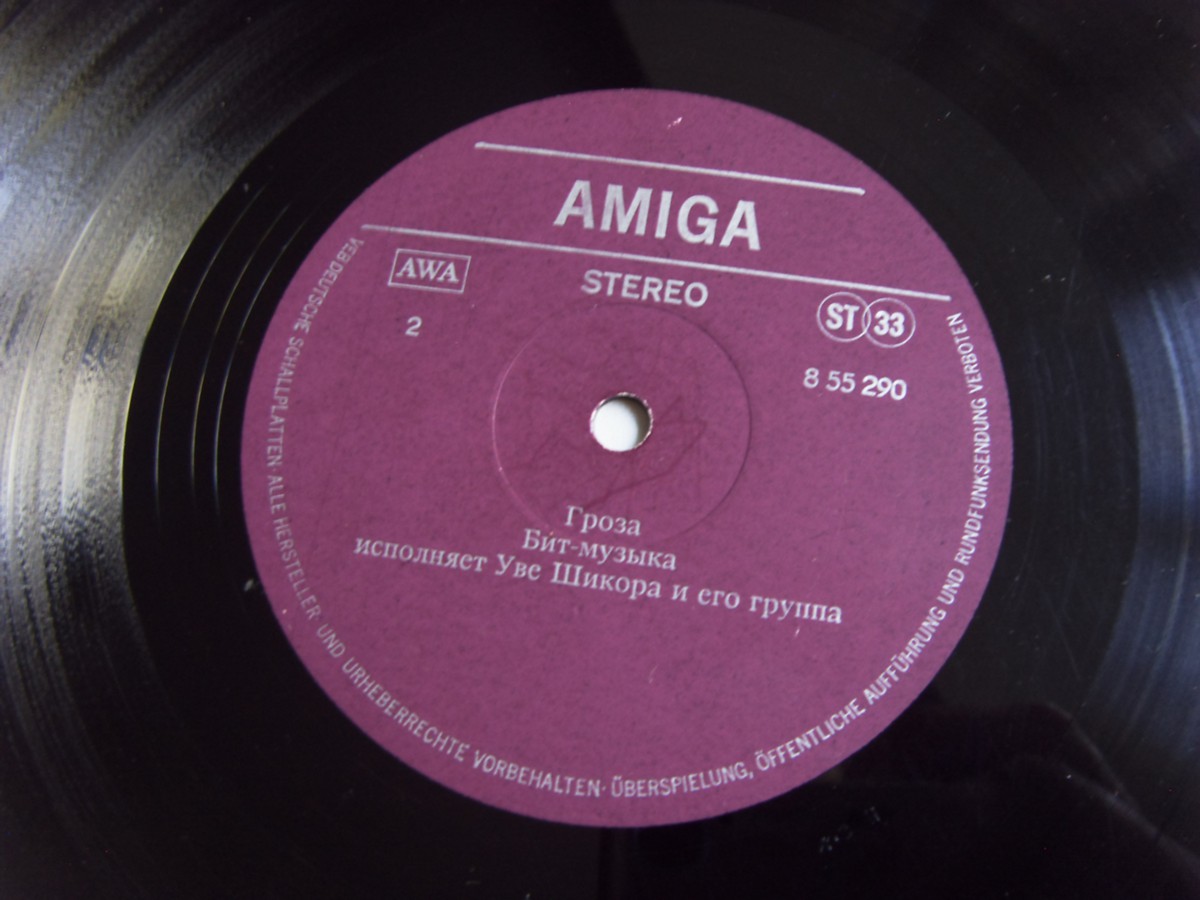 AMIGA
AWA
STEREO
ST 33
2
8 55 290
Гроза
Бит-музыка
исполняет Уве Шикора и его группа
VEB DEUTSCHE SCHALLPLATTEN · ALLE HERSTELLER- UND URHEBERRECHTE VORBEHALTEN · ÜBERSPIELUNG, ÖFFENTLICHE AUFFÜHRUNG UND RUNDFUNKSENDUNG VERBOTEN